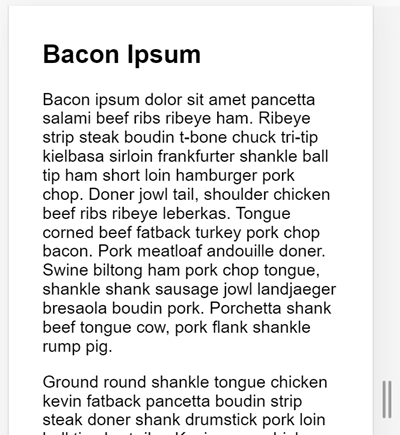 Bacon Ipsum
Bacon ipsum dolor sit amet pancetta
salami beef ribs ribeye ham. Ribeye
strip steak boudin t-bone chuck tri-tip
kielbasa sirloin frankfurter shankle ball
tip ham short loin hamburger pork
chop. Doner jowl tail, shoulder chicken
beef ribs ribeye leberkas. Tongue
corned beef fatback turkey pork chop
bacon. Pork meatloaf andouille doner.
Swine biltong ham pork chop tongue,
shankle shank sausage jowl landjaeger
bresaola boudin pork. Porchetta shank
beef tongue cow, pork flank shankle
rump pig.
Ground round shankle tongue chicken
kevin fatback pancetta boudin strip
steak doner shank drumstick pork loin